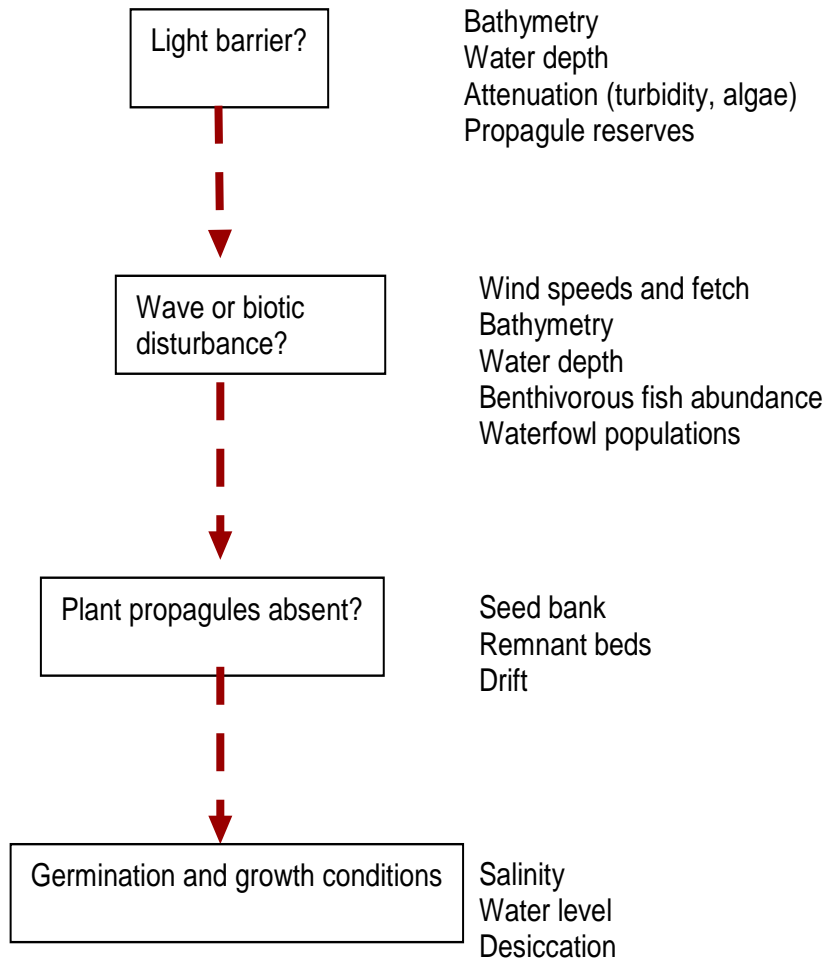 Light barrier?
Bathymetry
Water depth
Attenuation (turbidity, algae)
Propagule reserves
Wave or biotic
disturbance?
Wind speeds and fetch
Bathymetry
Water depth
Benthivorous fish abundance
Waterfowl populations
Plant propagules absent?
Seed bank
Remnant beds
Drift
Germination and growth conditions
Salinity
Water level
Desiccation